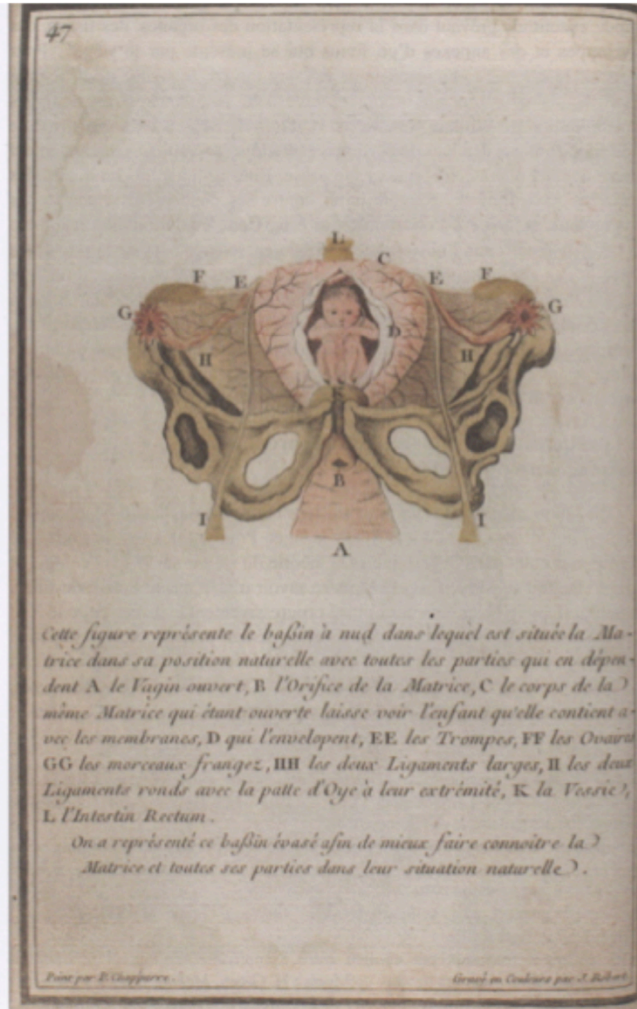 47
L
C
F E E F
G D G
H H
B
I I
A
Cette figure représente le baßin à nud dans lequel est située la Ma-
trice dans sa position naturelle avec toutes les parties qui en dépen-
dent A le Vagin ouvert, B l'Orifice de la Matrice, C le corps de la
même Matrice qui étant ouverte laisse voir l'enfant qu'elle contient a-
vec les membranes, D qui l'envelopent, EE les Trompes, FF les Ovaires
GG les morceaux frangez, HH les deux Ligaments larges, II les deux
Ligaments ronds avec la patte d'Oye à leur extrémité, K la Vessie,
L l'Intestin Rectum.
On a représenté ce baßin évasé afin de mieux faire connoître la
Matrice et toutes ses parties dans leur situation naturelle.
Peint par P. Chapparre. Gravé en Couleurs par J. Robert